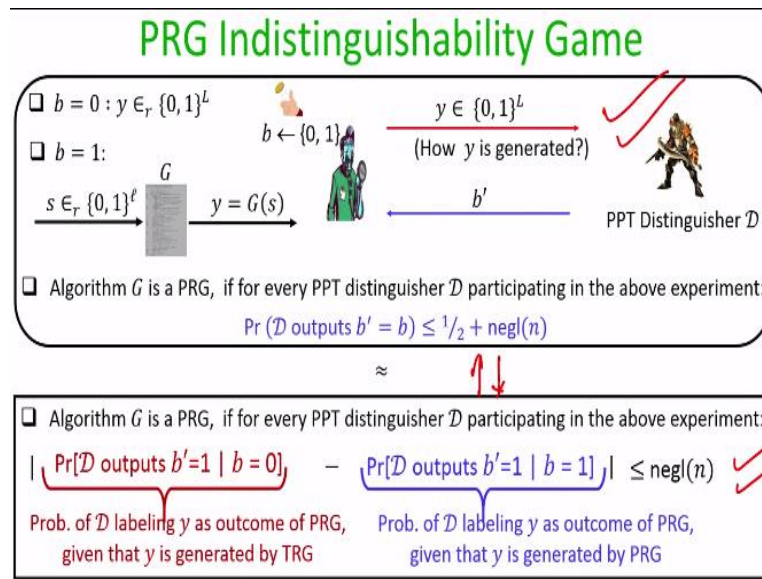 PRG Indistinguishability Game
❑ b = 0 : y ∈ᵣ {0, 1}ᴸ
b ← {0, 1}
y ∈ {0, 1}ᴸ
(How y is generated?)
❑ b = 1:
G
s ∈ᵣ {0, 1}^ℓ
y = G(s)
b′
PPT Distinguisher 𝒟
❑ Algorithm G is a PRG, if for every PPT distinguisher 𝒟 participating in the above experiment:
Pr (𝒟 outputs b′ = b) ≤ 1/2 + negl(n)
≈
❑ Algorithm G is a PRG, if for every PPT distinguisher 𝒟 participating in the above experiment:
| Pr[𝒟 outputs b′=1 | b = 0] − Pr[𝒟 outputs b′=1 | b = 1] | ≤ negl(n)
Prob. of 𝒟 labeling y as outcome of PRG,
given that y is generated by TRG
Prob. of 𝒟 labeling y as outcome of PRG,
given that y is generated by PRG